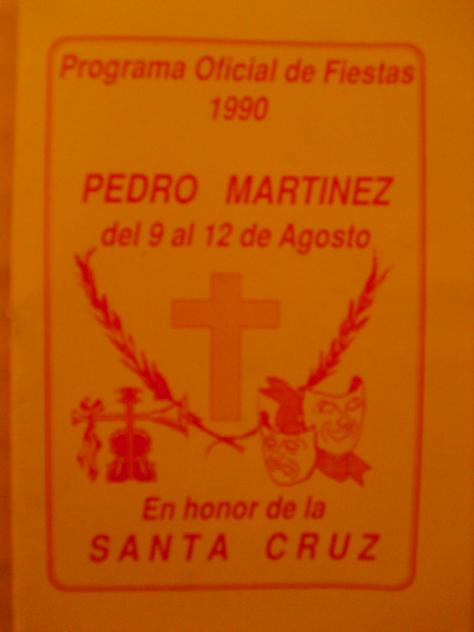 Programa Oficial de Fiestas
1990
PEDRO MARTINEZ
del 9 al 12 de Agosto
En honor de la
SANTA CRUZ